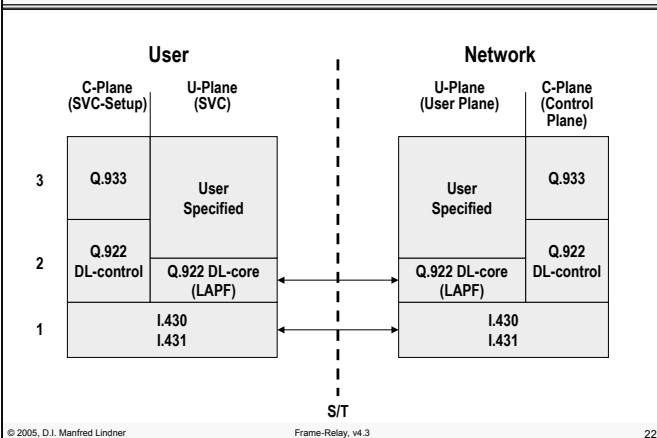 User
Network
C-Plane
(SVC-Setup)
U-Plane
(SVC)
U-Plane
(User Plane)
C-Plane
(Control
Plane)
3
Q.933
User
Specified
User
Specified
Q.933
2
Q.922
DL-control
Q.922 DL-core
(LAPF)
Q.922 DL-core
(LAPF)
Q.922
DL-control
1
I.430
I.431
I.430
I.431
S/T
© 2005, D.I. Manfred Lindner
Frame-Relay, v4.3
22